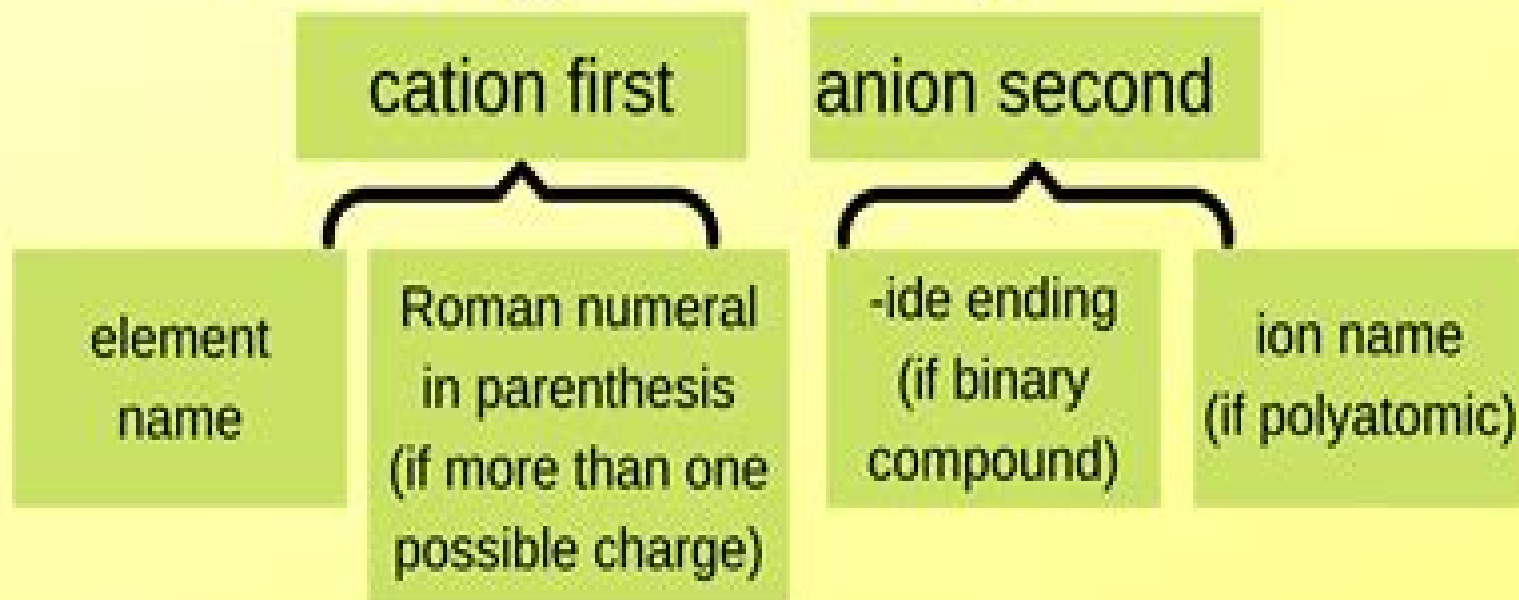 cation first
anion second
element
name
Roman numeral
in parenthesis
(if more than one
possible charge)
-ide ending
(if binary
compound)
ion name
(if polyatomic)